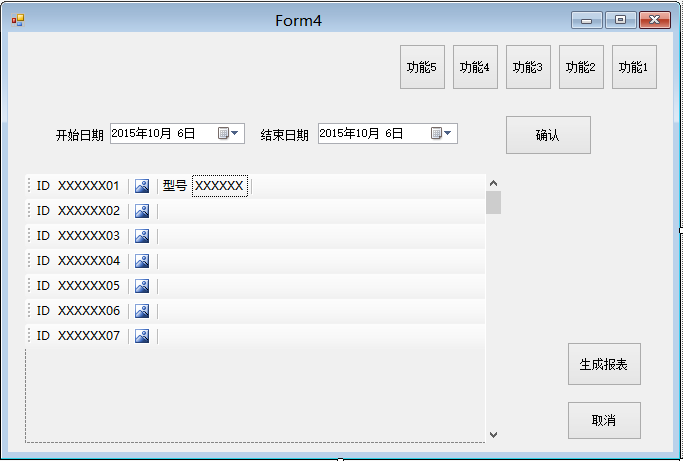 Form4
功能5 功能4 功能3 功能2 功能1
开始日期 2015年10月 6日 结束日期 2015年10月 6日 确认
ID XXXXXX01 型号 XXXXXX
ID XXXXXX02
ID XXXXXX03
ID XXXXXX04
ID XXXXXX05
ID XXXXXX06
ID XXXXXX07
生成报表
取消